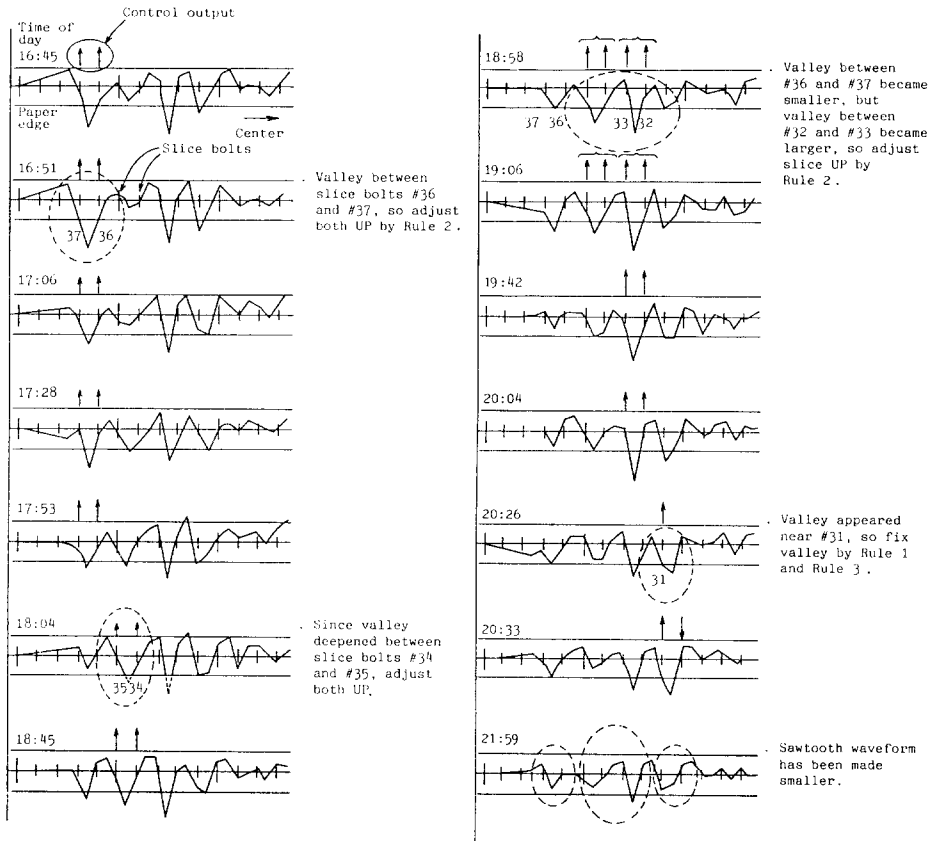 Control output
Time of
day
16:45
Paper
edge
Center
Slice bolts
16:51
37 36
. Valley between
slice bolts #36
and #37, so adjust
both UP by Rule 2.
17:06
17:28
17:53
18:04
3534
. Since valley
deepened between
slice bolts #34
and #35, adjust
both UP.
18:45
18:58
37 36 33 32
. Valley between
#36 and #37 became
smaller, but
valley between
#32 and #33 became
larger, so adjust
slice UP by
Rule 2.
19:06
19:42
20:04
20:26
31
. Valley appeared
near #31, so fix
valley by Rule 1
and Rule 3.
20:33
21:59
. Sawtooth waveform
has been made
smaller.